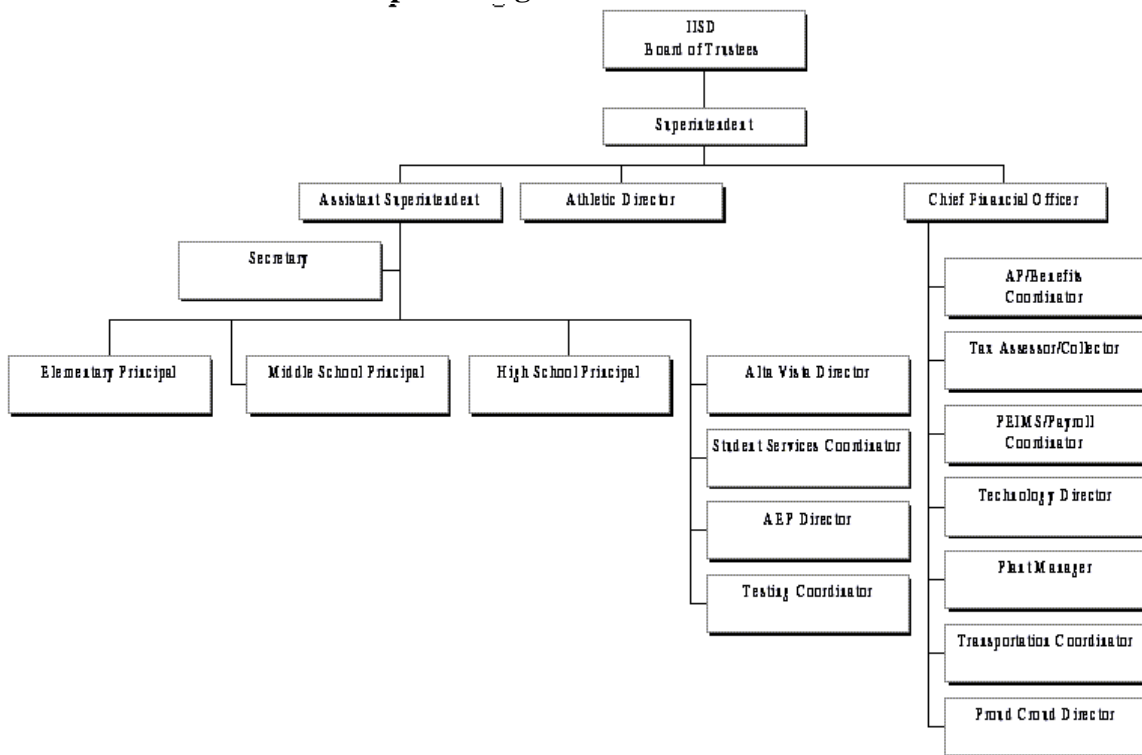 IISD
Board of Trustees
Superintendent
Assistant Superintendent
Athletic Director
Chief Financial Officer
Secretary
AP/Benefits
Coordinator
Elementary Principal
Middle School Principal
High School Principal
Alta Vista Director
Tax Assessor/Collector
Student Services Coordinator
PEIMS/Payroll
Coordinator
AEP Director
Technology Director
Testing Coordinator
Plant Manager
Transportation Coordinator
Proud Crowd Director